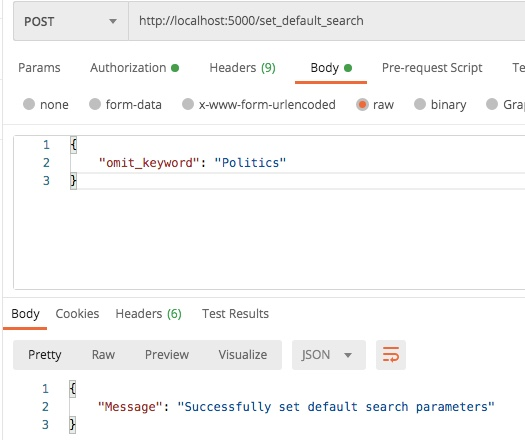 POST http://localhost:5000/set_default_search
Params Authorization Headers (9) Body Pre-request Script Te
none form-data x-www-form-urlencoded raw binary Gra
1 {
2 "omit_keyword": "Politics"
3 }
Body Cookies Headers (6) Test Results
Pretty Raw Preview Visualize JSON
1 {
2 "Message": "Successfully set default search parameters"
3 }